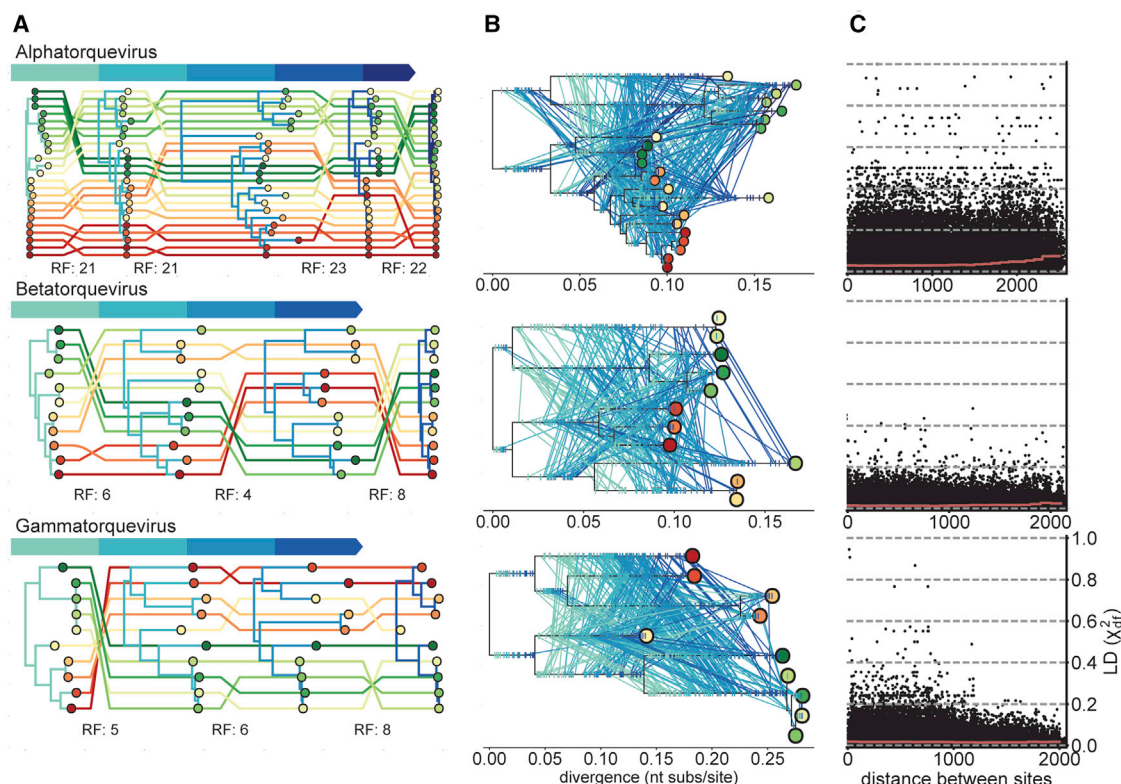 A
B
C
Alphatorquevirus
RF: 21 RF: 21 RF: 23 RF: 22
0.00 0.05 0.10 0.15
0 1000 2000
Betatorquevirus
RF: 6 RF: 4 RF: 8
0.00 0.05 0.10 0.15
0 1000 2000
Gammatorquevirus
RF: 5 RF: 6 RF: 8
0.00 0.05 0.10 0.15 0.20 0.25
divergence (nt subs/site)
1.0
0.8
0.6
0.4
0.2
0.0
LD (χ²df)
0 1000 2000
distance between sites